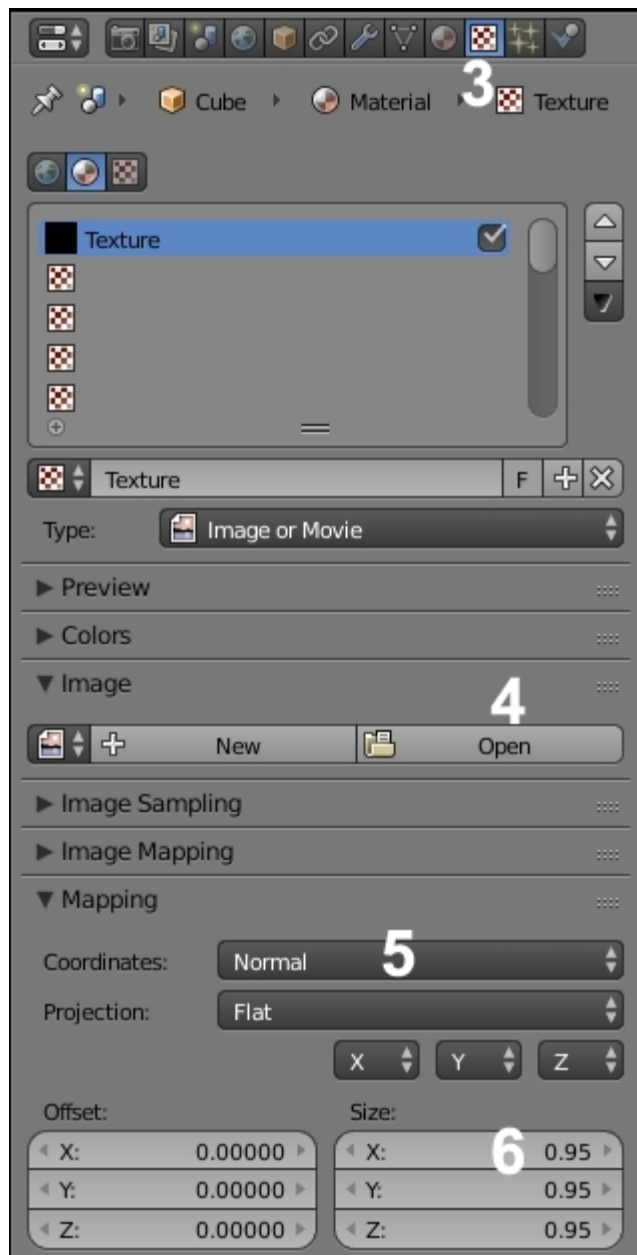 3
Cube Material Texture
Texture
Texture F
Type: Image or Movie
Preview
Colors
Image
4
New Open
Image Sampling
Image Mapping
Mapping
Coordinates: Normal 5
Projection: Flat
X Y Z
Offset: Size:
X: 0.00000 X: 6 0.95
Y: 0.00000 Y: 0.95
Z: 0.00000 Z: 0.95